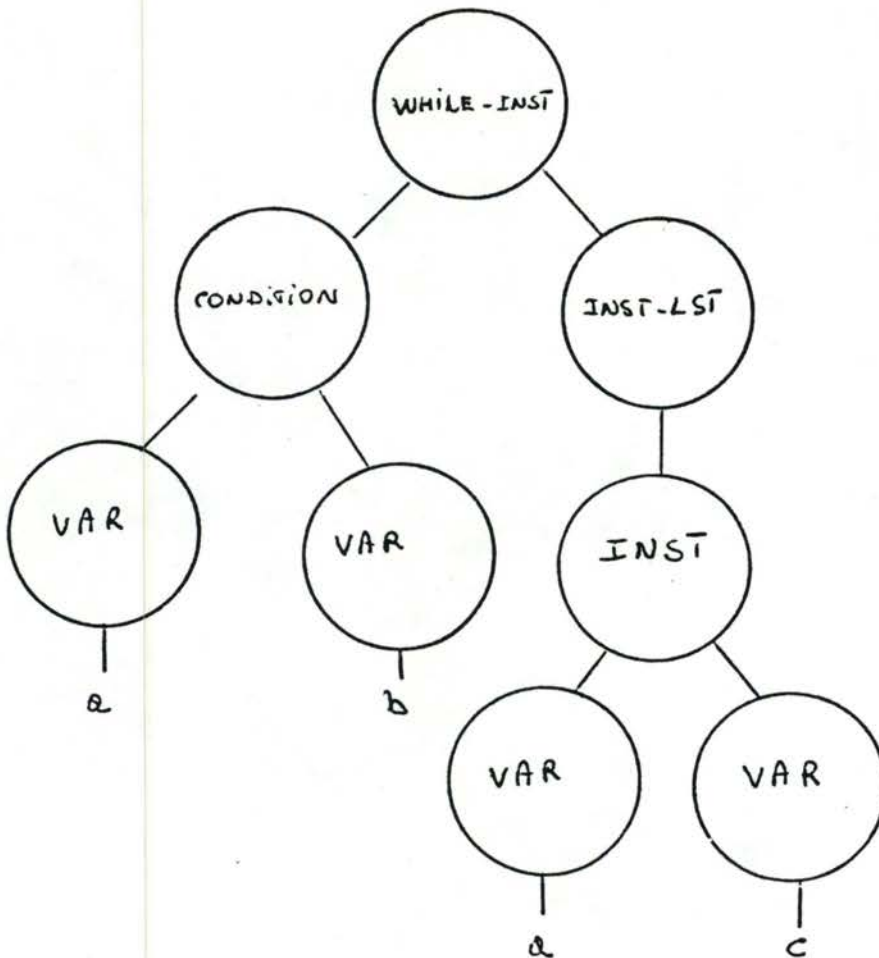 WHILE-INST
CONDITION INST-LST
VAR VAR INST
a b
VAR VAR
a c